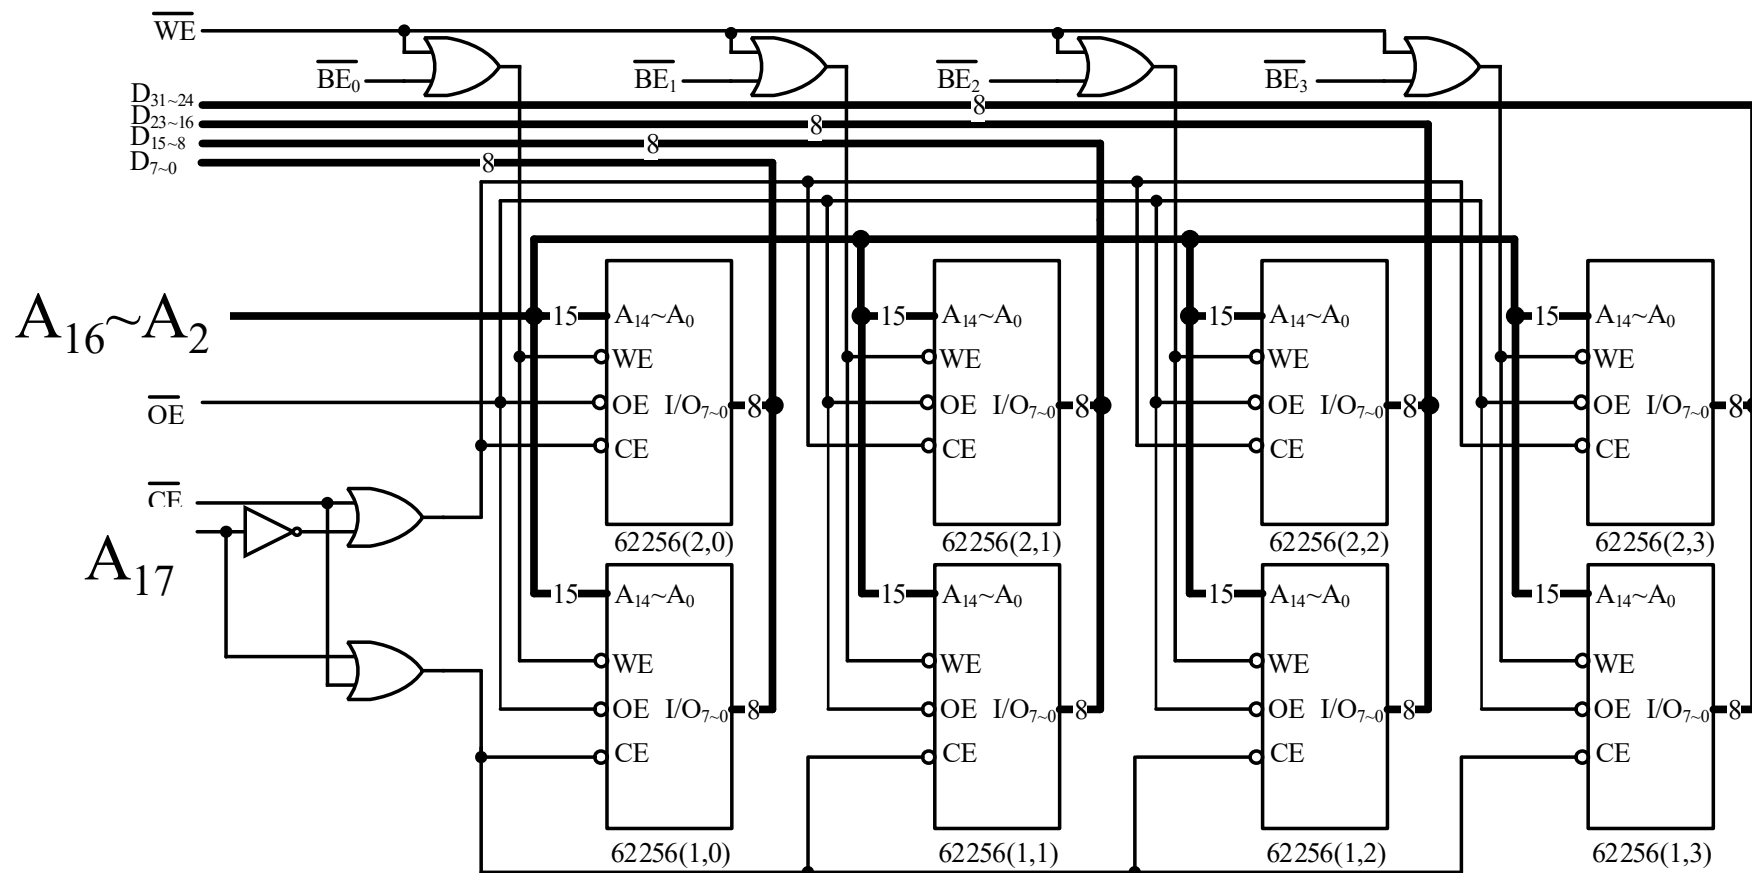 WE
BE0 BE1 BE2 BE3
D31~24 8
D23~16 8
D15~8 8
D7~0 8
A16~A2 15 A14~A0 15 A14~A0 15 A14~A0 15 A14~A0
WE WE WE WE
OE OE I/O7~0 8 OE I/O7~0 8 OE I/O7~0 8 OE I/O7~0 8
CE CE CE CE
CE
62256(2,0) 62256(2,1) 62256(2,2) 62256(2,3)
A17
15 A14~A0 15 A14~A0 15 A14~A0 15 A14~A0
WE WE WE WE
OE I/O7~0 8 OE I/O7~0 8 OE I/O7~0 8 OE I/O7~0 8
CE CE CE CE
62256(1,0) 62256(1,1) 62256(1,2) 62256(1,3)